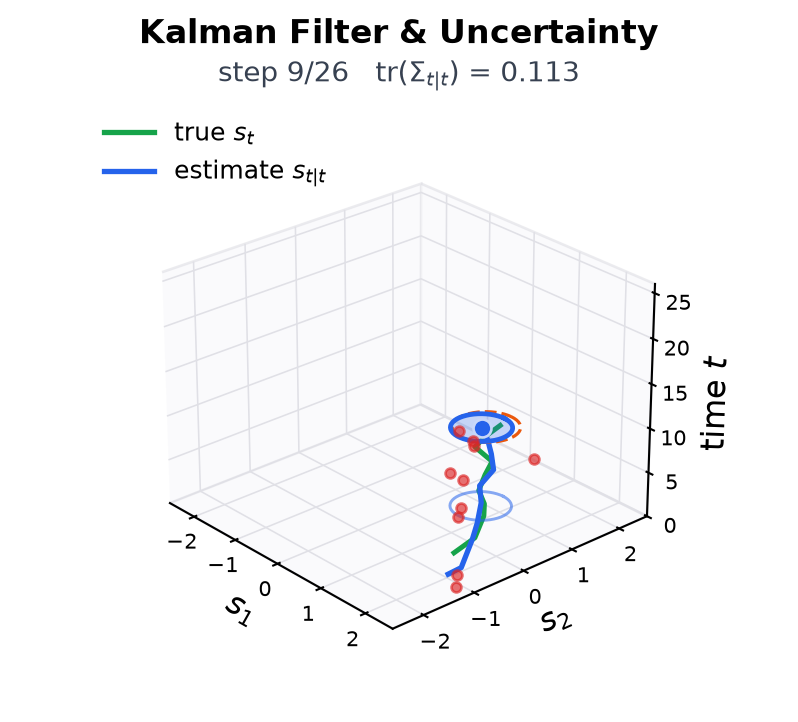 Kalman Filter & Uncertainty
step 9/26 tr(Σ_{t|t}) = 0.113
true s_t
estimate s_{t|t}
25
20
15
10
5
0
time t
−2
−1
0
1
2
s_1
−2
−1
0
1
2
s_2